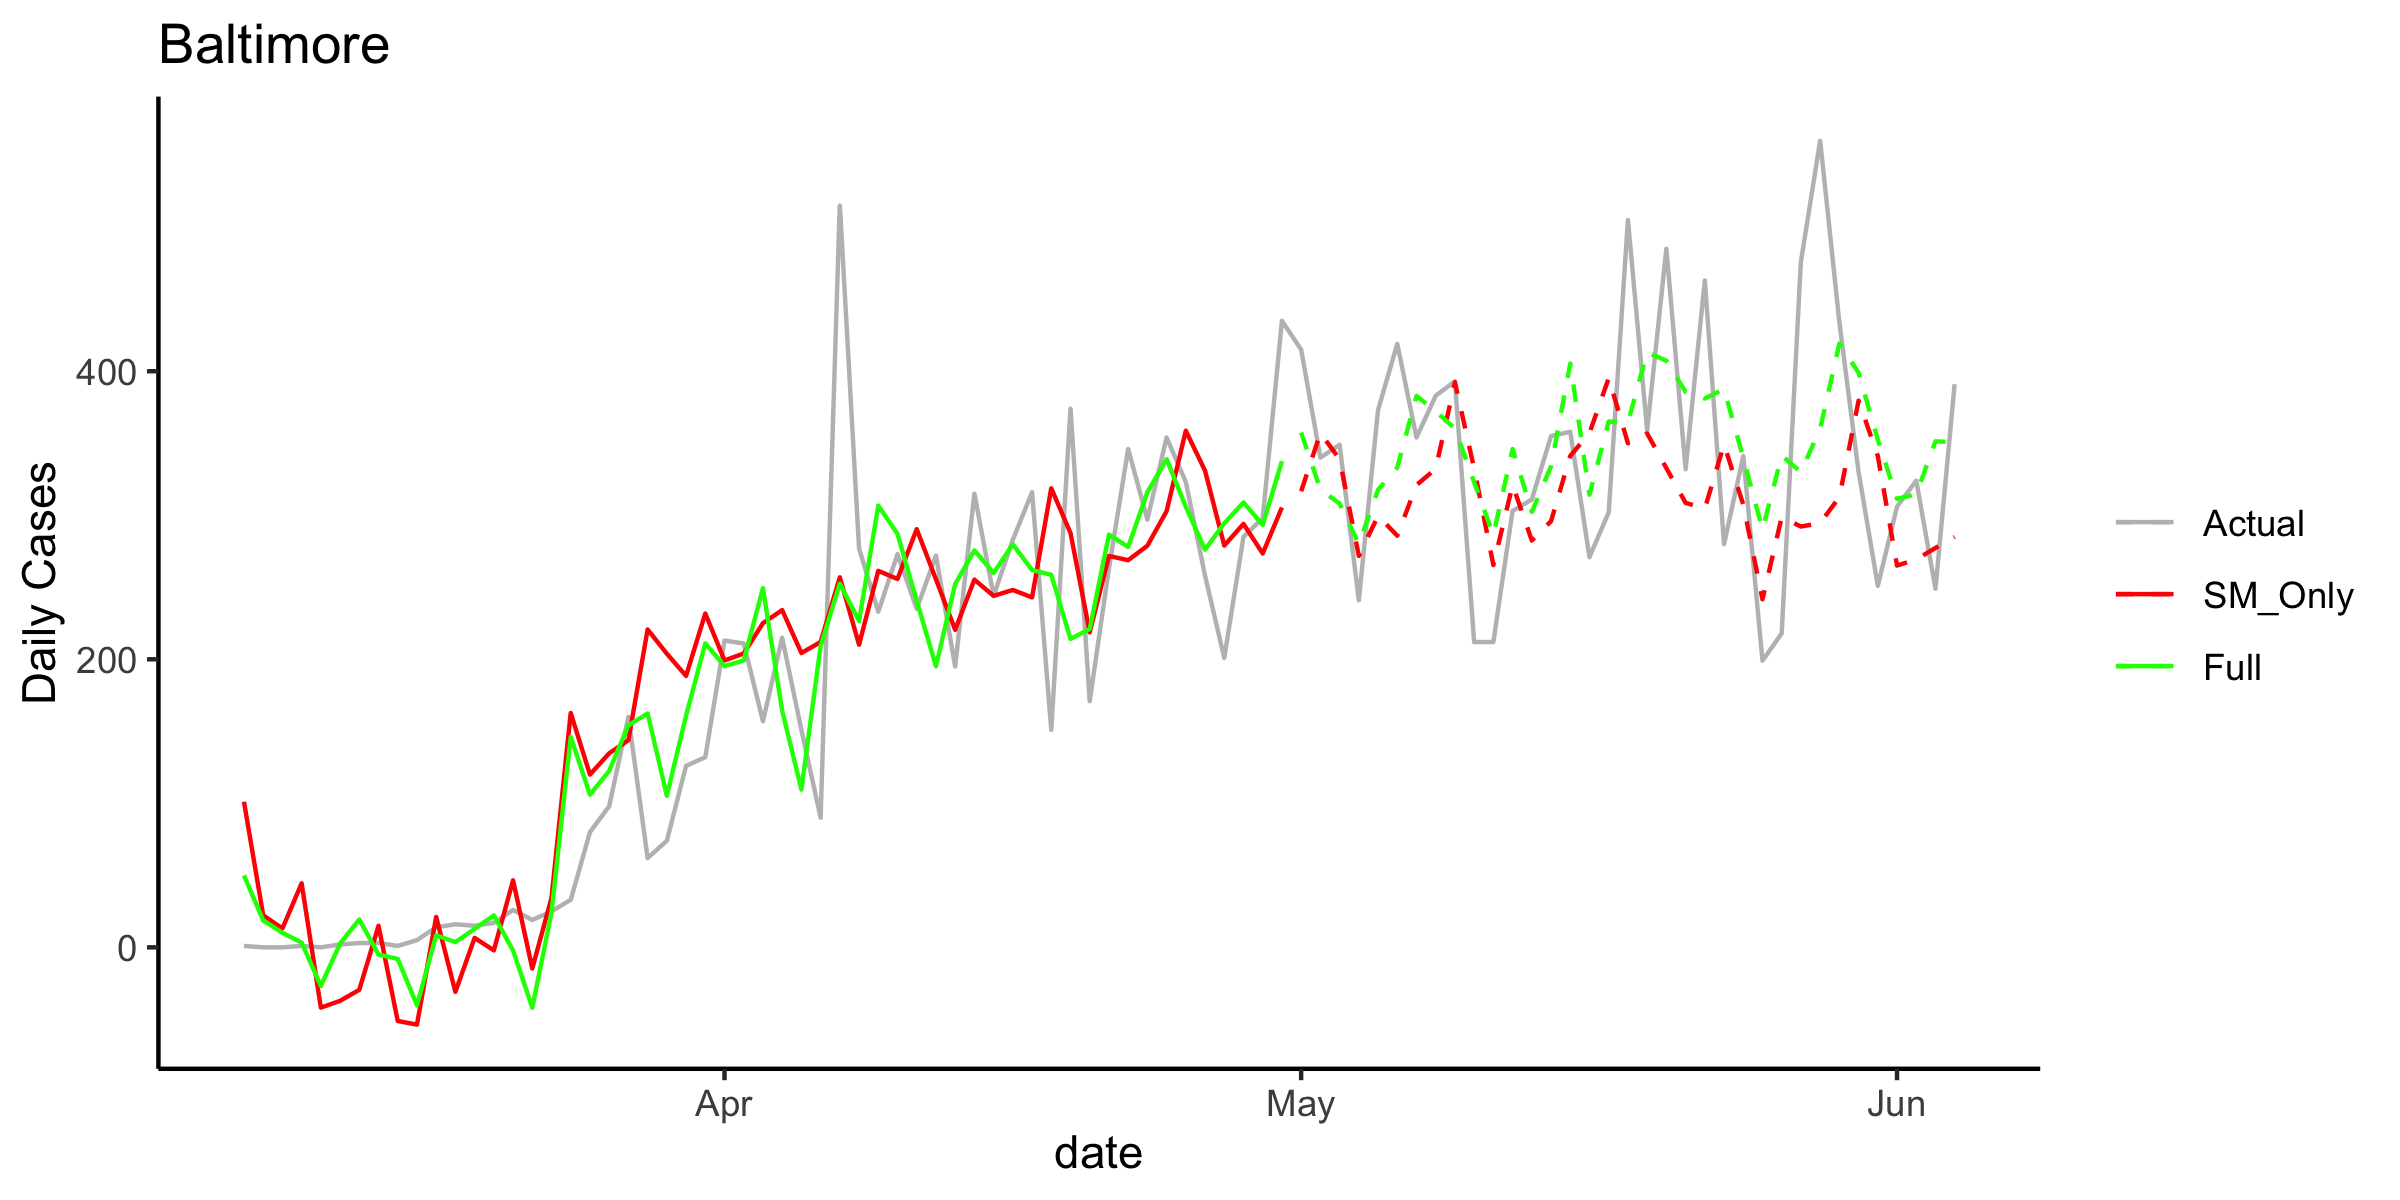 Baltimore
Daily Cases
400
200
0
Apr
May
Jun
date
Actual
SM_Only
Full